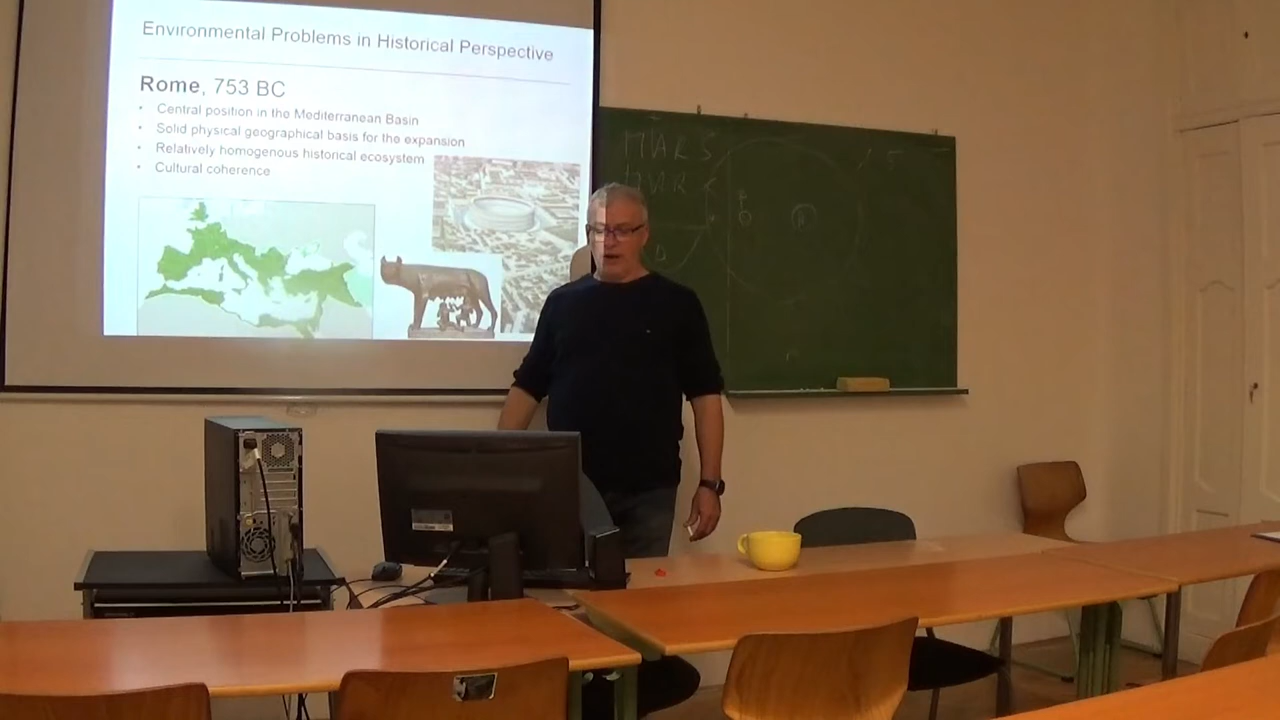 Environmental Problems in Historical Perspective
Rome, 753 BC
• Central position in the Mediterranean Basin
• Solid physical geographical basis for the expansion
• Relatively homogenous historical ecosystem
• Cultural coherence
MARS